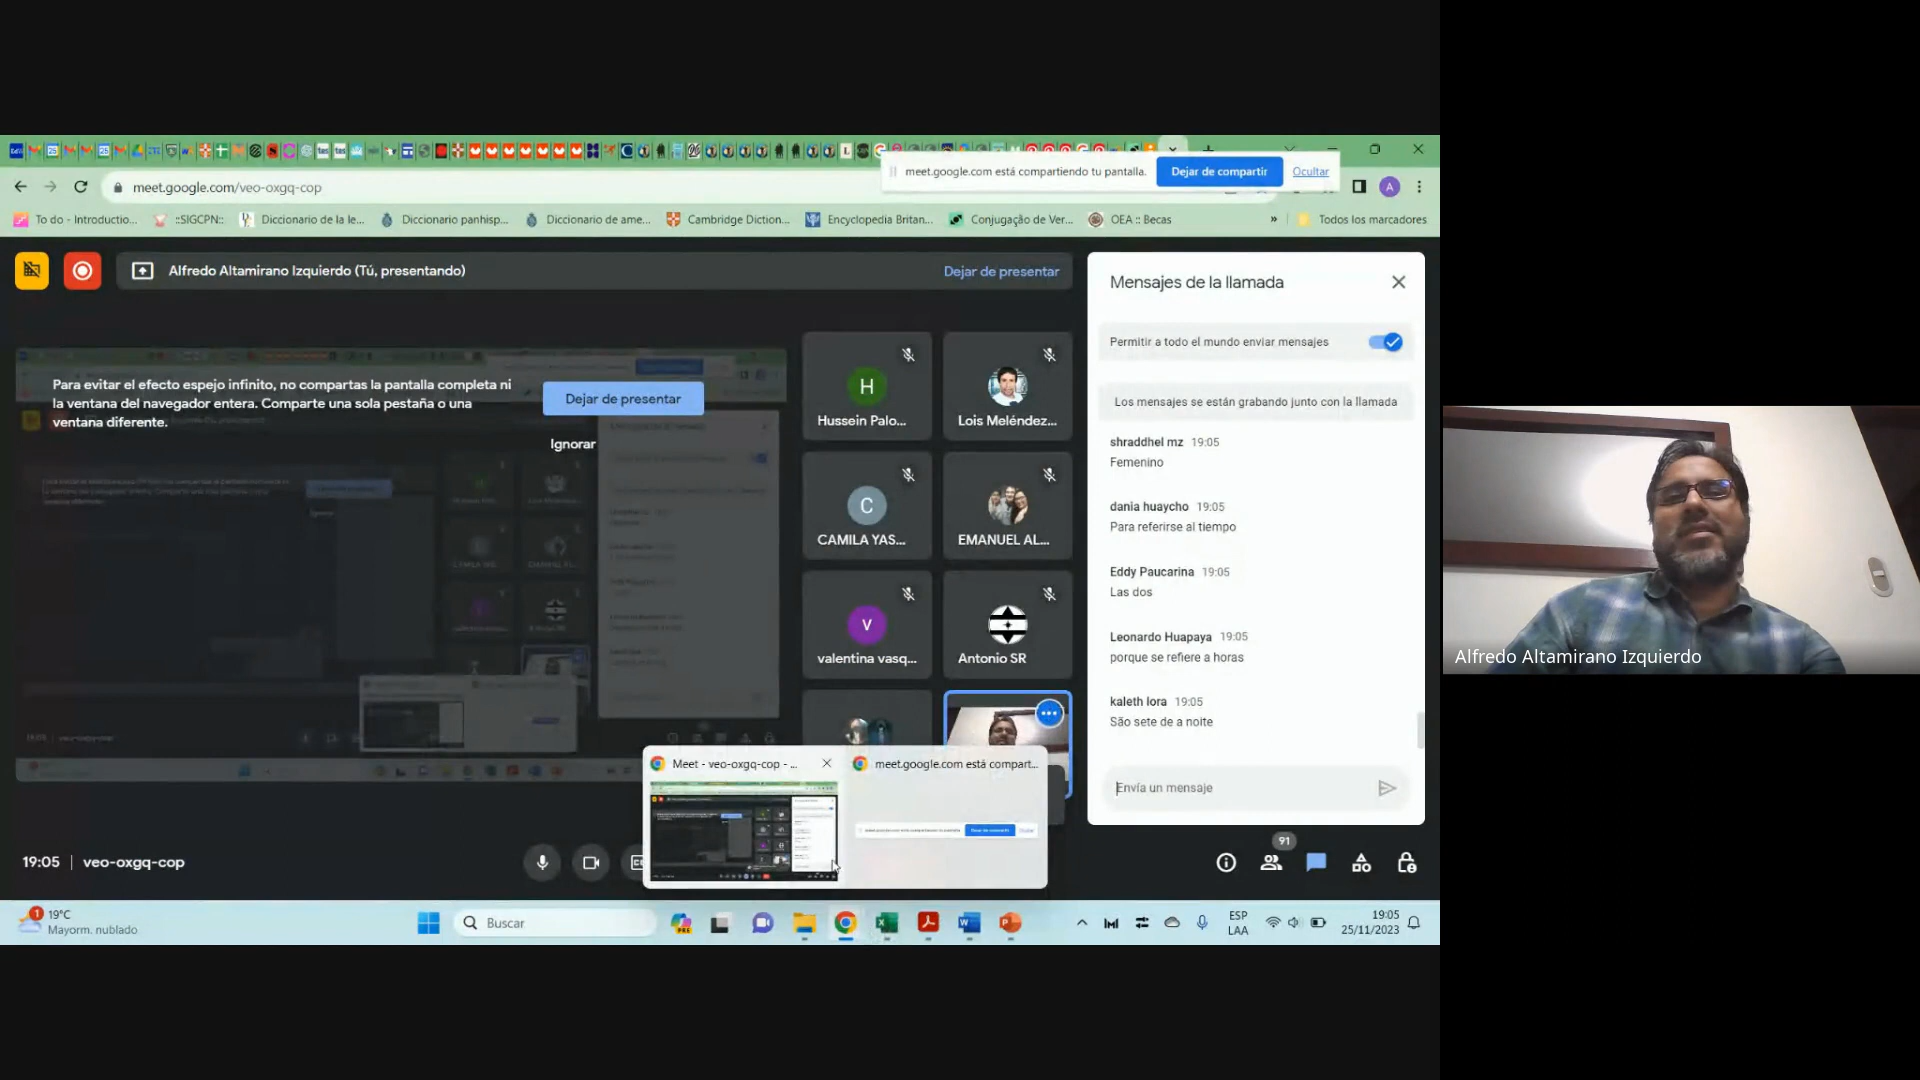 meet.google.com está compartiendo tu pantalla.
Dejar de compartir
Ocultar
meet.google.com/veo-oxgq-cop
A
To do - Introductio...
::SIGCPN::
Diccionario de la le...
Diccionario panhisp...
Diccionario de ame...
Cambridge Diction...
Encyclopedia Britan...
Conjugação de Ver...
OEA :: Becas
»
Todos los marcadores
Alfredo Altamirano Izquierdo (Tú, presentando)
Dejar de presentar
Para evitar el efecto espejo infinito, no compartas la pantalla completa ni
la ventana del navegador entera. Comparte una sola pestaña o una
ventana diferente.
Dejar de presentar
Ignorar
H
Hussein Palo...
Lois Meléndez...
C
CAMILA YAS...
EMANUEL AL...
V
valentina vasq...
Antonio SR
Mensajes de la llamada
Permitir a todo el mundo enviar mensajes
Los mensajes se están grabando junto con la llamada
shraddhel mz 19:05
Femenino
dania huaycho 19:05
Para referirse al tiempo
Eddy Paucarina 19:05
Las dos
Leonardo Huapaya 19:05
porque se refiere a horas
kaleth lora 19:05
São sete de a noite
Envía un mensaje
Meet - veo-oxgq-cop - ...
meet.google.com está compart...
19:05 | veo-oxgq-cop
91
1
19°C
Mayorm. nublado
Buscar
ESP
LAA
19:05
25/11/2023
Alfredo Altamirano Izquierdo